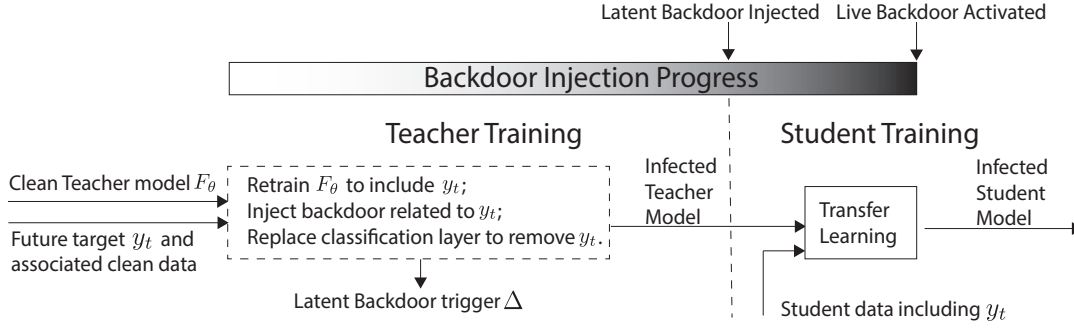 Latent Backdoor Injected
Live Backdoor Activated
Backdoor Injection Progress
Teacher Training
Student Training
Clean Teacher model F_θ
Future target y_t and
associated clean data
Retrain F_θ to include y_t;
Inject backdoor related to y_t;
Replace classification layer to remove y_t.
Latent Backdoor trigger Δ
Infected
Teacher
Model
Transfer
Learning
Student data including y_t
Infected
Student
Model